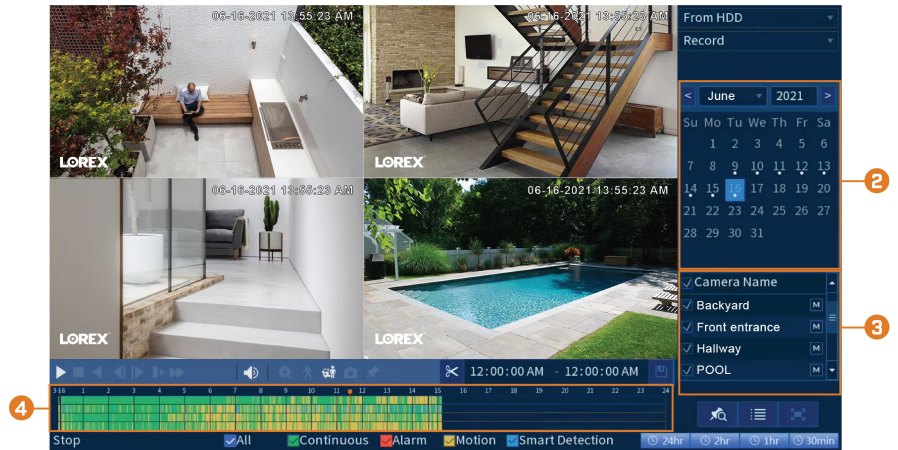 06-16-2021 13:55:23 AM
LOREX
06-16-2021 13:55:23 AM
LOREX
06-16-2021 13:55:23 AM
LOREX
06-16-2021 13:55:23 AM
LOREX
From HDD
Record
< June 2021 >
Su Mo Tu We Th Fr Sa
1 2 3 4 5 6
7 8 9 10 11 12 13
14 15 16 17 18 19 20
21 22 23 24 25 26 27
28 29 30 31
2
Camera Name
Backyard M
Front entrance M
Hallway M
POOL M
3
12:00:00 AM - 12:00:00 AM
3-16 1 2 3 4 5 6 7 8 9 10 11 12 13 14 15 16 17 18 19 20 21 22 23 24
4
Stop All Continuous Alarm Motion Smart Detection 24hr 2hr 1hr 30min